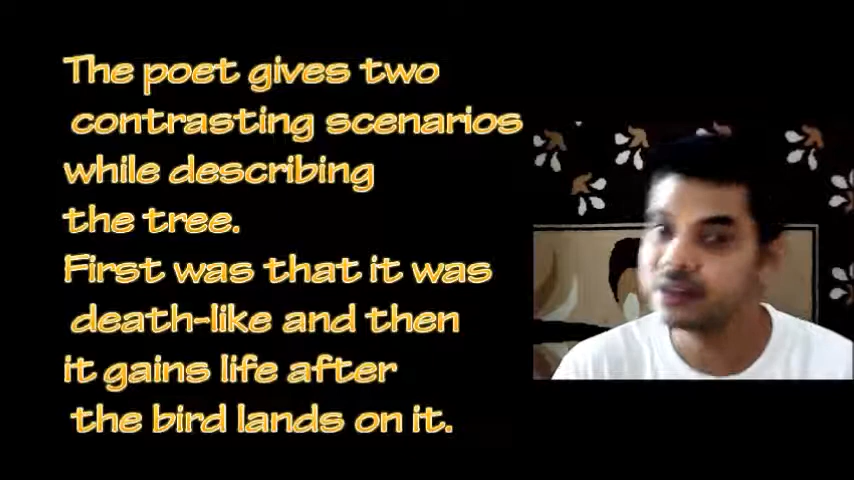 The poet gives two
contrasting scenarios
while describing
the tree.
First was that it was
death-like and then
it gains life after
the bird lands on it.